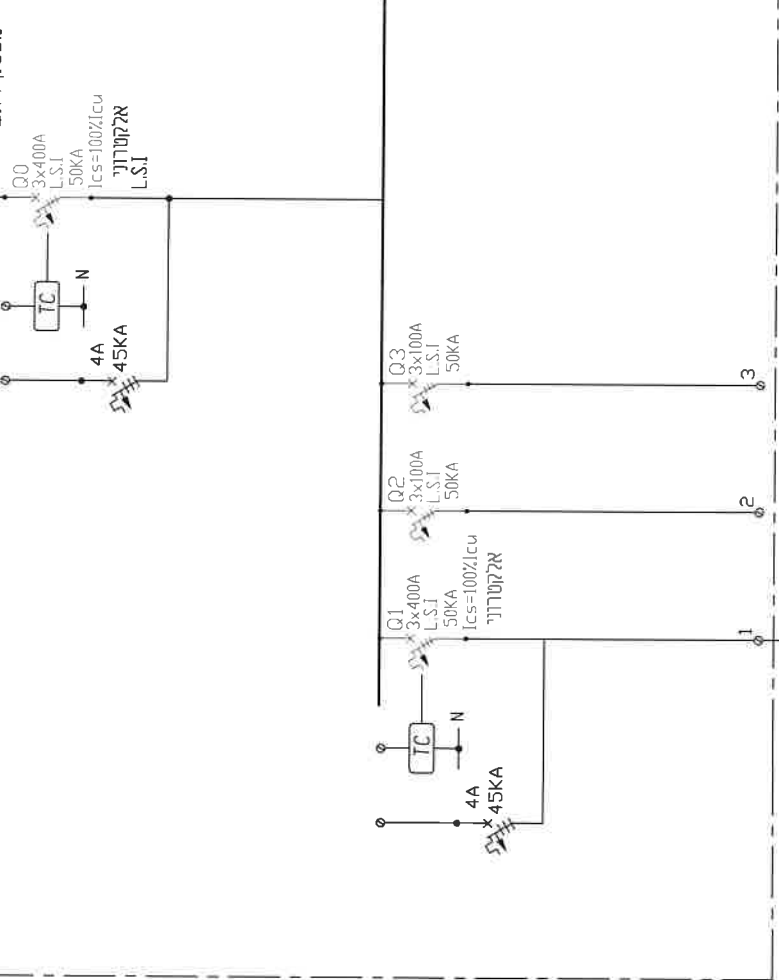 Q0
3x400A
L.S.I
50KA
Ics=100%Icu
אלקטרוני
L.S.I
TC
N
4A
45KA
Q3
3x100A
L.S.I
50KA
3
Q2
3x100A
L.S.I
50KA
2
Q1
3x400A
L.S.I
50KA
Ics=100%Icu
אלקטרוני
1
TC
N
4A
45KA